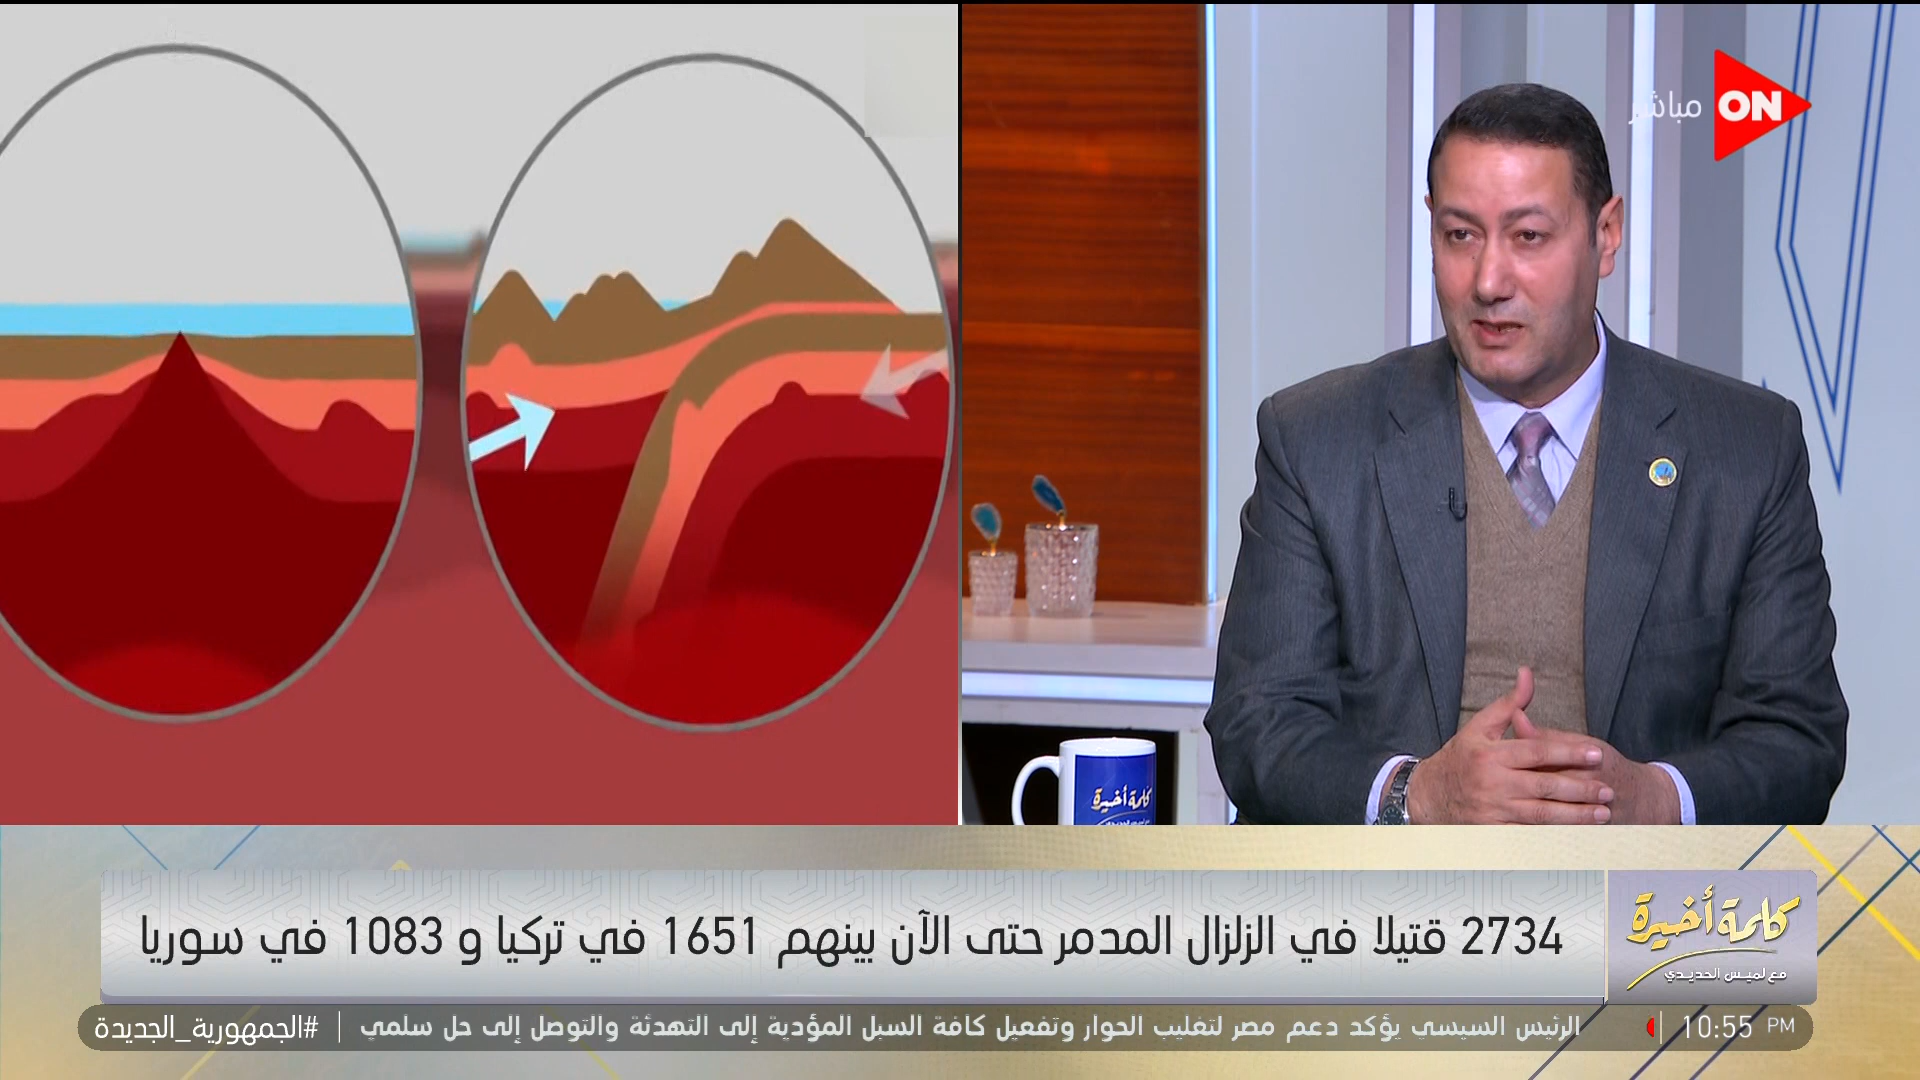 مباشر ON
كلمة أخيرة
2734 قتيلا في الزلزال المدمر حتى الآن بينهم 1651 في تركيا و 1083 في سوريا
كلمة أخيرة
مع لميس الحديدي
10:55 PM
الرئيس السيسي يؤكد دعم مصر لتغليب الحوار وتفعيل كافة السبل المؤدية إلى التهدئة والتوصل إلى حل سلمي | #الجمهورية_الجديدة